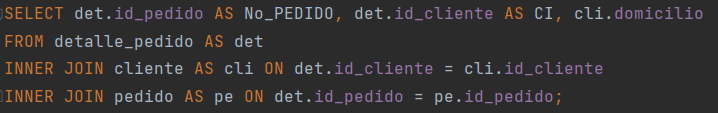 SELECT det.id_pedido AS No_PEDIDO, det.id_cliente AS CI, cli.domicilio
FROM detalle_pedido AS det
INNER JOIN cliente AS cli ON det.id_cliente = cli.id_cliente
INNER JOIN pedido AS pe ON det.id_pedido = pe.id_pedido;